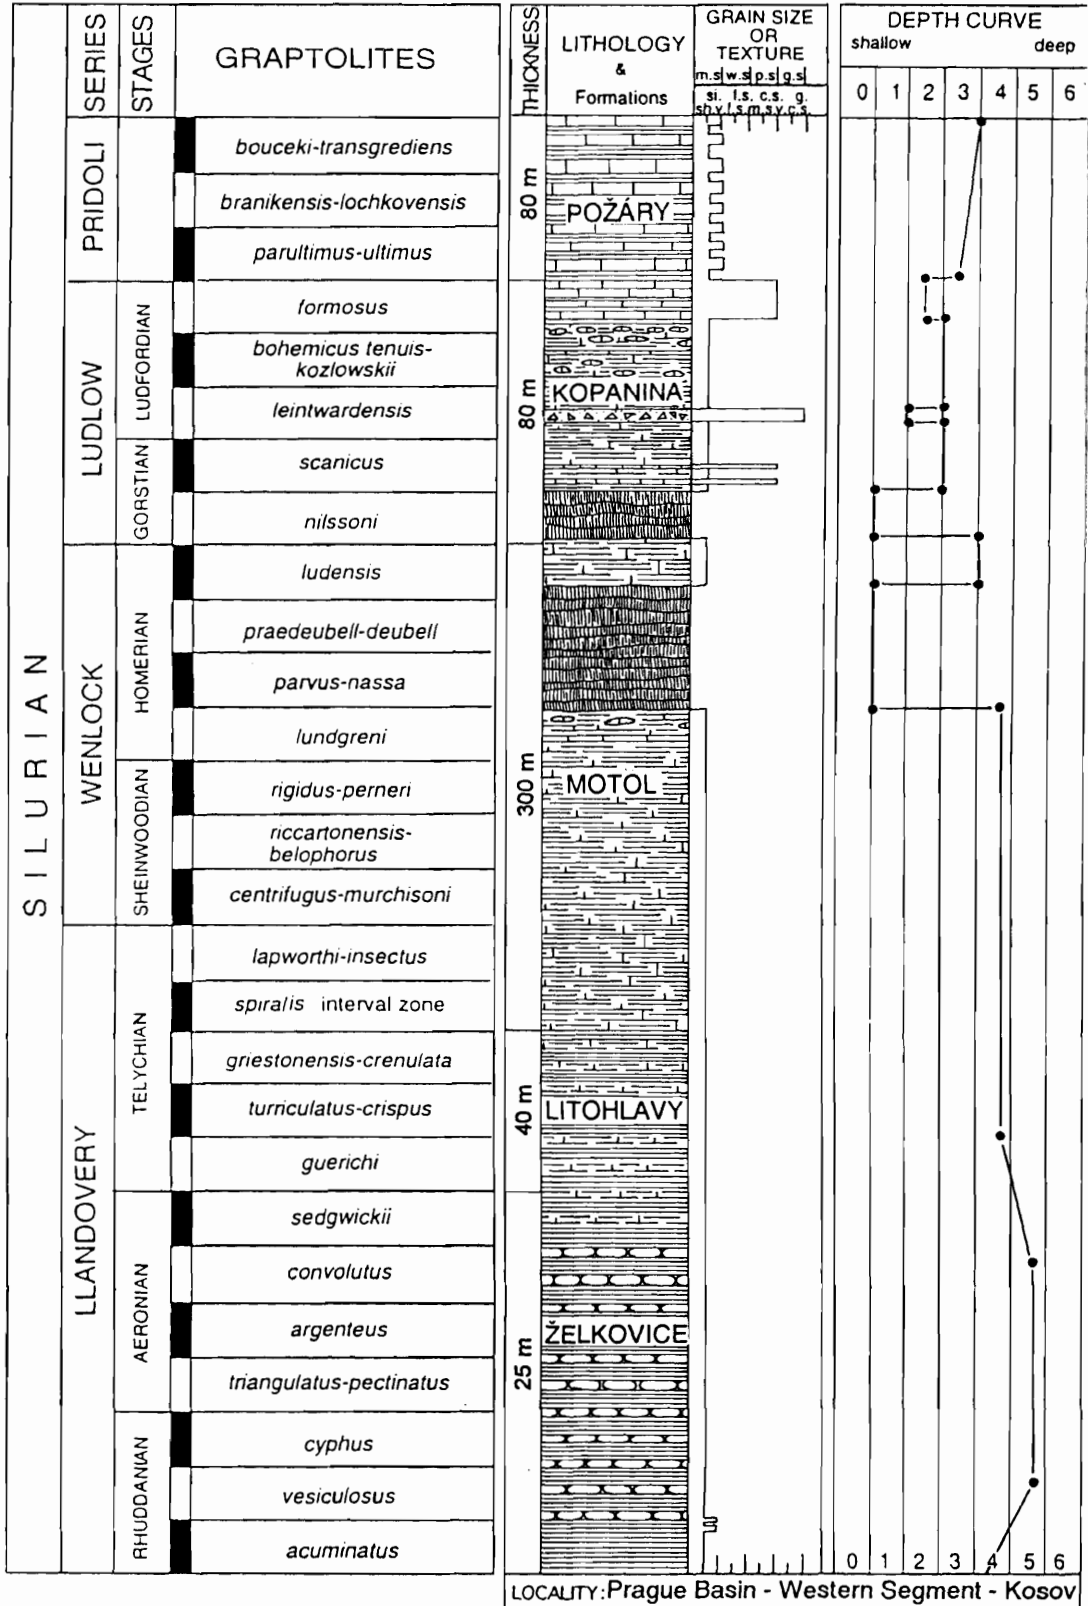 SERIES
STAGES
GRAPTOLITES
THICKNESS
LITHOLOGY
&
Formations
GRAIN SIZE
OR
TEXTURE
m.s w.s p.s g.s
si. f.s. c.s. g.
DEPTH CURVE
shallow deep
0 1 2 3 4 5 6
SILURIAN
PRIDOLI
bouceki-transgrediens
branikensis-lochkovensis
parultimus-ultimus
80 m
POŽÁRY
LUDLOW
LUDFORDIAN
formosus
bohemicus tenuis-
kozlowskii
leintwardensis
GORSTIAN
scanicus
nilssoni
80 m
KOPANINA
WENLOCK
HOMERIAN
ludensis
praedeubeli-deubeli
parvus-nassa
lundgreni
SHEINWOODIAN
rigidus-perneri
riccartonensis-
belophorus
centrifugus-murchisoni
300 m
MOTOL
LLANDOVERY
TELYCHIAN
lapworthi-insectus
spiralis interval zone
griestonensis-crenulata
turriculatus-crispus
guerichi
40 m
LITOHLAVY
AERONIAN
sedgwickii
convolutus
argenteus
triangulatus-pectinatus
RHUDDANIAN
cyphus
vesiculosus
acuminatus
25 m
ŽELKOVICE
0 1 2 3 4 5 6
LOCALITY: Prague Basin - Western Segment - Kosov